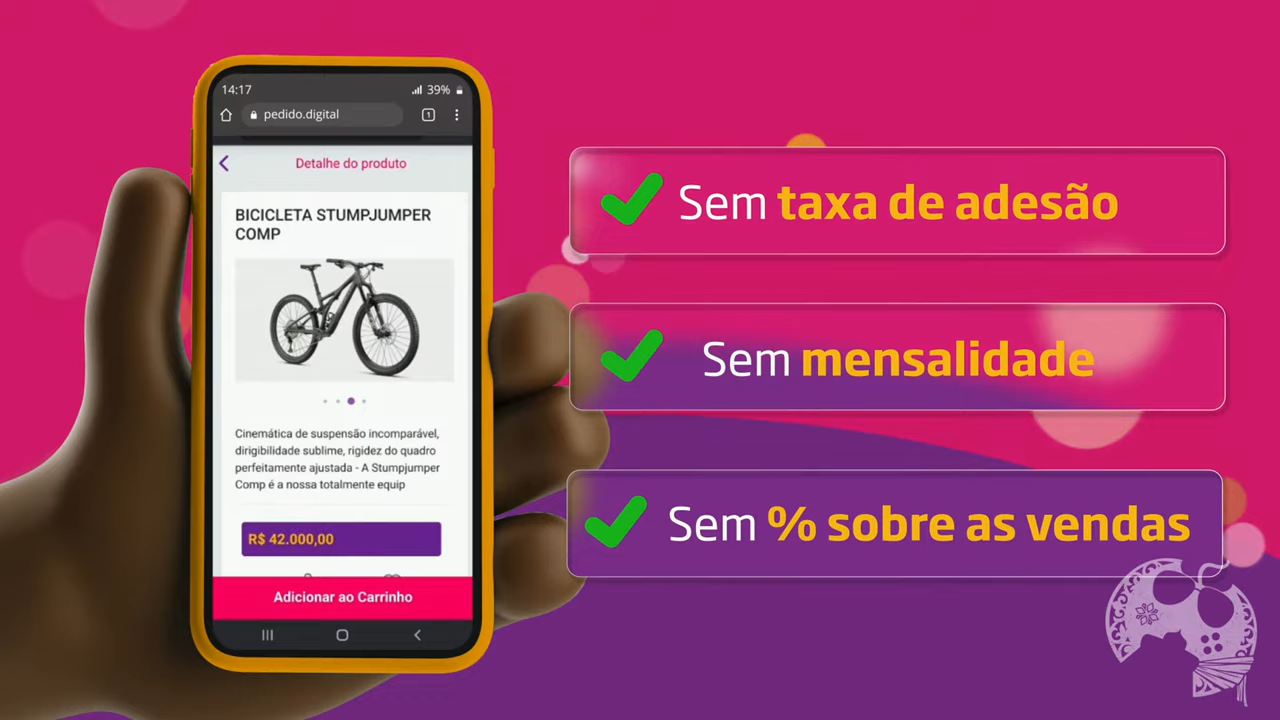 14:17
39%
pedido.digital
1
Detalhe do produto
BICICLETA STUMPJUMPER
COMP
Cinemática de suspensão incomparável,
dirigibilidade sublime, rigidez do quadro
perfeitamente ajustada - A Stumpjumper
Comp é a nossa totalmente equip
R$ 42.000,00
Adicionar ao Carrinho
Sem taxa de adesão
Sem mensalidade
Sem % sobre as vendas